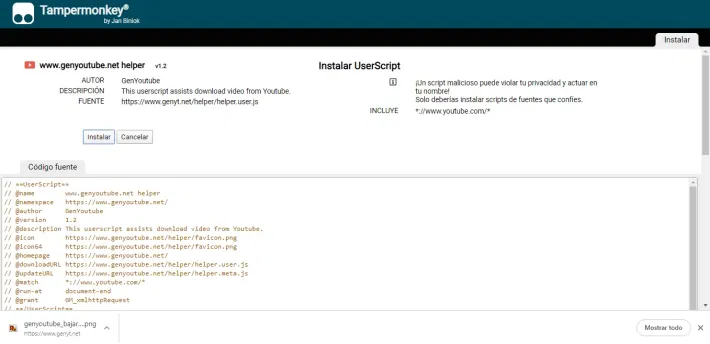 Tampermonkey®
by Jan Biniok
Instalar
www.genyoutube.net helper v1.2
AUTOR GenYoutube
DESCRIPCIÓN This userscript assists download video from Youtube.
FUENTE https://www.genyt.net/helper/helper.user.js
Instalar Cancelar
Instalar UserScript
¡Un script malicioso puede violar tu privacidad y actuar en
tu nombre!
Solo deberías instalar scripts de fuentes que confíes.
INCLUYE *://www.youtube.com/*
Código fuente
// ==UserScript==
// @name www.genyoutube.net helper
// @namespace https://www.genyoutube.net/
// @author GenYoutube
// @version 1.2
// @description This userscript assists download video from Youtube.
// @icon https://www.genyoutube.net/helper/favicon.png
// @icon64 https://www.genyoutube.net/helper/favicon.png
// @homepage https://www.genyoutube.net/
// @downloadURL https://www.genyoutube.net/helper/helper.user.js
// @updateURL https://www.genyoutube.net/helper/helper.meta.js
// @match *://www.youtube.com/*
// @run-at document-end
// @grant GM_xmlhttpRequest
// ==/UserScript==
genyoutube_bajar....png
https://www.genyt.net
Mostrar todo